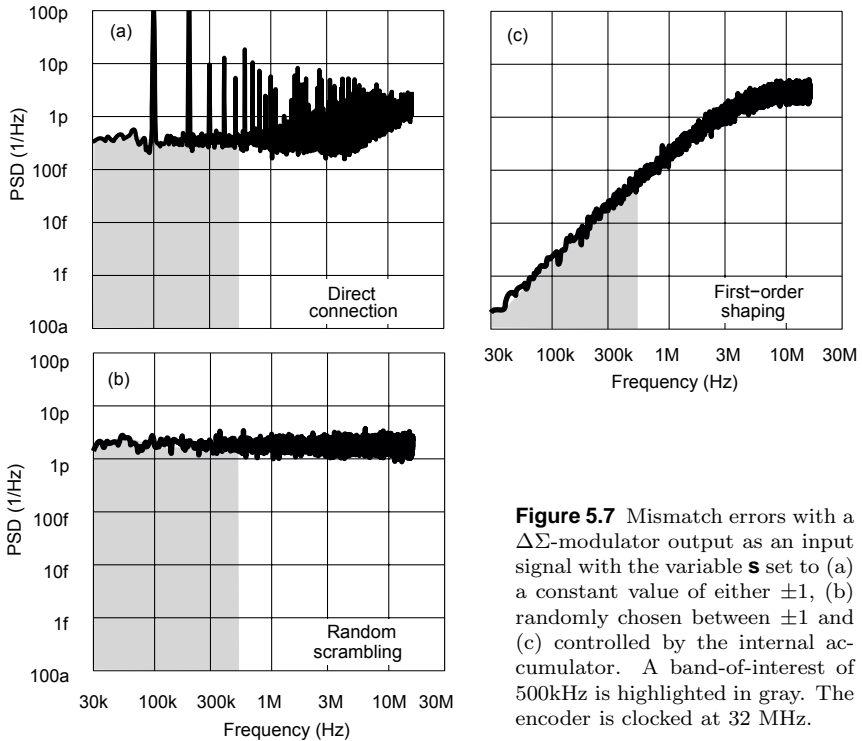 100p
10p
1p
100f
10f
1f
100a
PSD (1/Hz)
(a)
Direct
connection
(c)
First−order
shaping
30k 100k 300k 1M 3M 10M 30M
Frequency (Hz)
100p
10p
1p
100f
10f
1f
100a
PSD (1/Hz)
(b)
Random
scrambling
30k 100k 300k 1M 3M 10M 30M
Frequency (Hz)
Figure 5.7 Mismatch errors with a
ΔΣ-modulator output as an input
signal with the variable s set to (a)
a constant value of either ±1, (b)
randomly chosen between ±1 and
(c) controlled by the internal ac-
cumulator. A band-of-interest of
500kHz is highlighted in gray. The
encoder is clocked at 32 MHz.